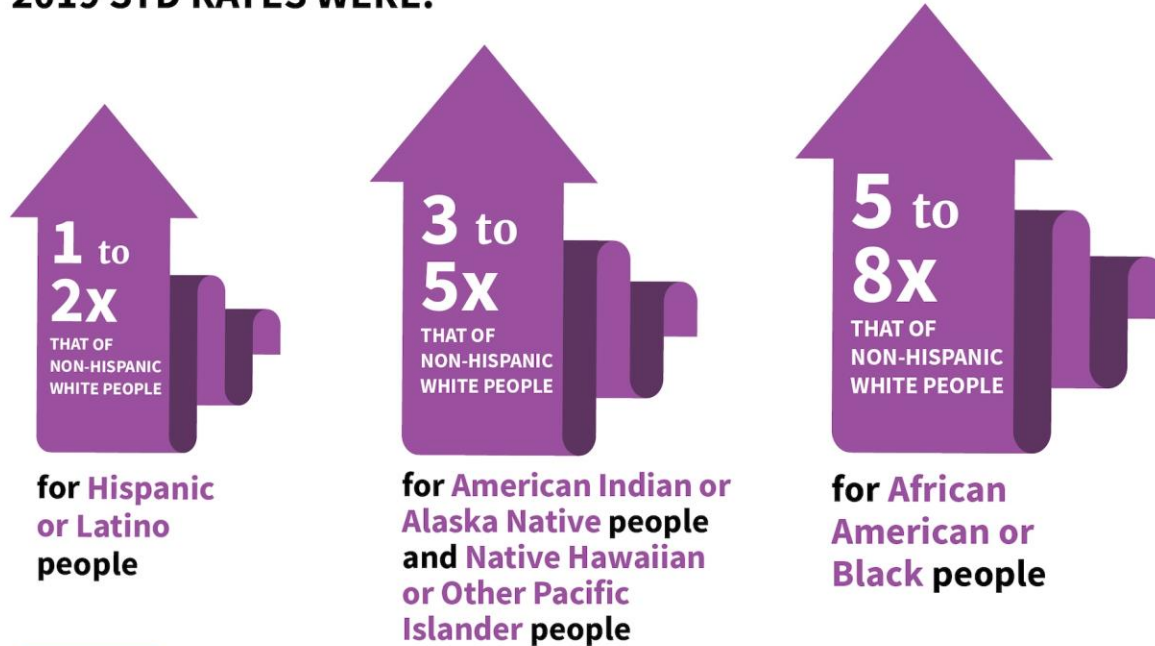 2019 STD RATES WERE:
1 to
2x
THAT OF
NON-HISPANIC
WHITE PEOPLE
for Hispanic
or Latino
people
3 to
5x
THAT OF
NON-HISPANIC
WHITE PEOPLE
for American Indian or
Alaska Native people
and Native Hawaiian
or Other Pacific
Islander people
5 to
8x
THAT OF
NON-HISPANIC
WHITE PEOPLE
for African
American or
Black people